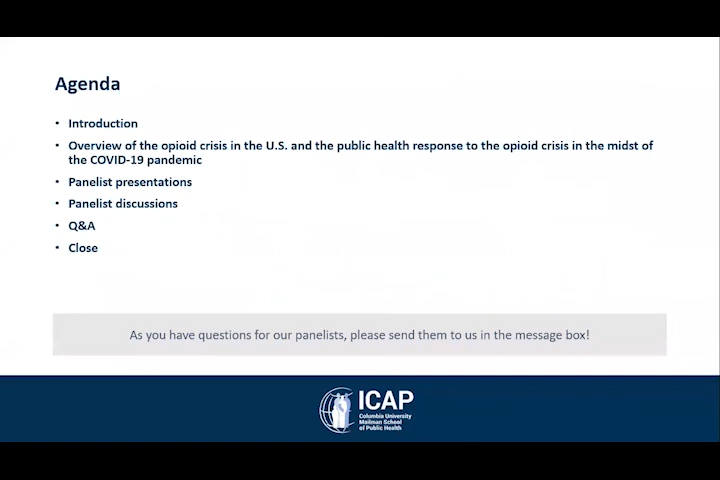 Agenda
• Introduction
• Overview of the opioid crisis in the U.S. and the public health response to the opioid crisis in the midst of
the COVID-19 pandemic
• Panelist presentations
• Panelist discussions
• Q&A
• Close
As you have questions for our panelists, please send them to us in the message box!
ICAP
Columbia University
Mailman School
of Public Health